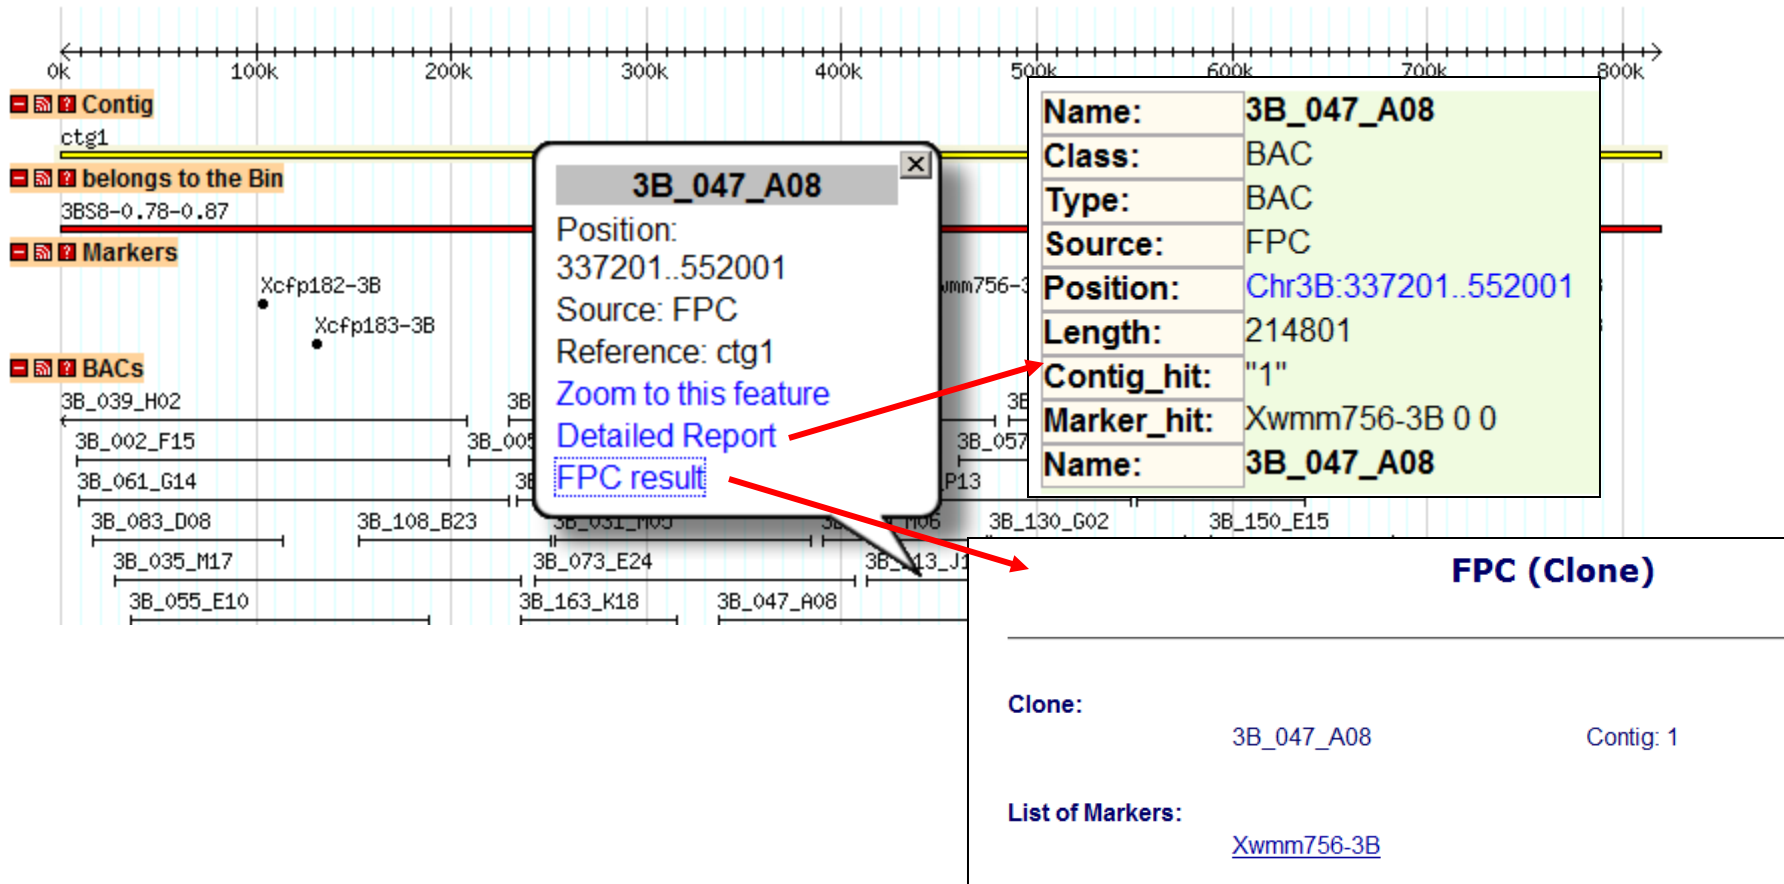 0k 100k 200k 300k 400k 500k 600k 700k 800k
Contig
ctg1
belongs to the Bin
3BS8-0.78-0.87
Markers
Xcfp182-3B
Xcfp183-3B
BACs
3B_039_H02
3B_002_F15
3B_061_G14
3B_083_D08 3B_108_B23 3B_130_G02 3B_150_E15
3B_035_M17 3B_073_E24
3B_055_E10 3B_163_K18 3B_047_A08
3B_047_A08
Position:
337201..552001
Source: FPC
Reference: ctg1
Zoom to this feature
Detailed Report
FPC result
Name: 3B_047_A08
Class: BAC
Type: BAC
Source: FPC
Position: Chr3B:337201..552001
Length: 214801
Contig_hit: "1"
Marker_hit: Xwmm756-3B 0 0
Name: 3B_047_A08
FPC (Clone)
Clone:
3B_047_A08 Contig: 1
List of Markers:
Xwmm756-3B